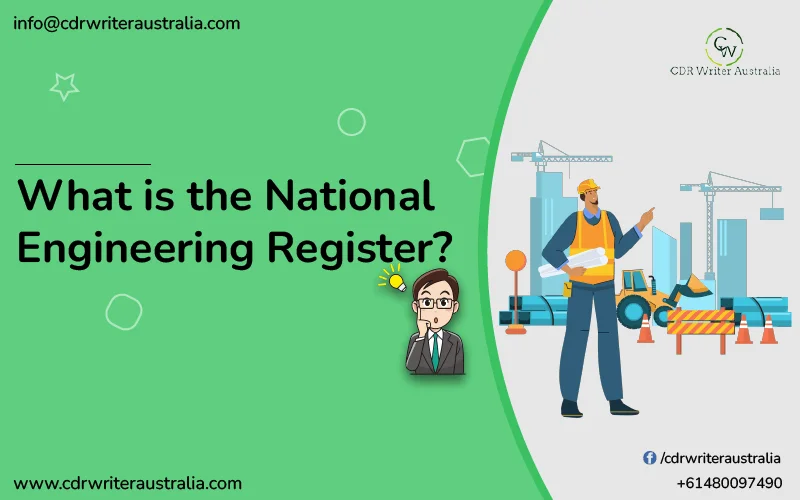 info@cdrwriteraustralia.com
CW
CDR Writer Australia
What is the National
Engineering Register?
/cdrwriteraustralia
www.cdrwriteraustralia.com
+61480097490